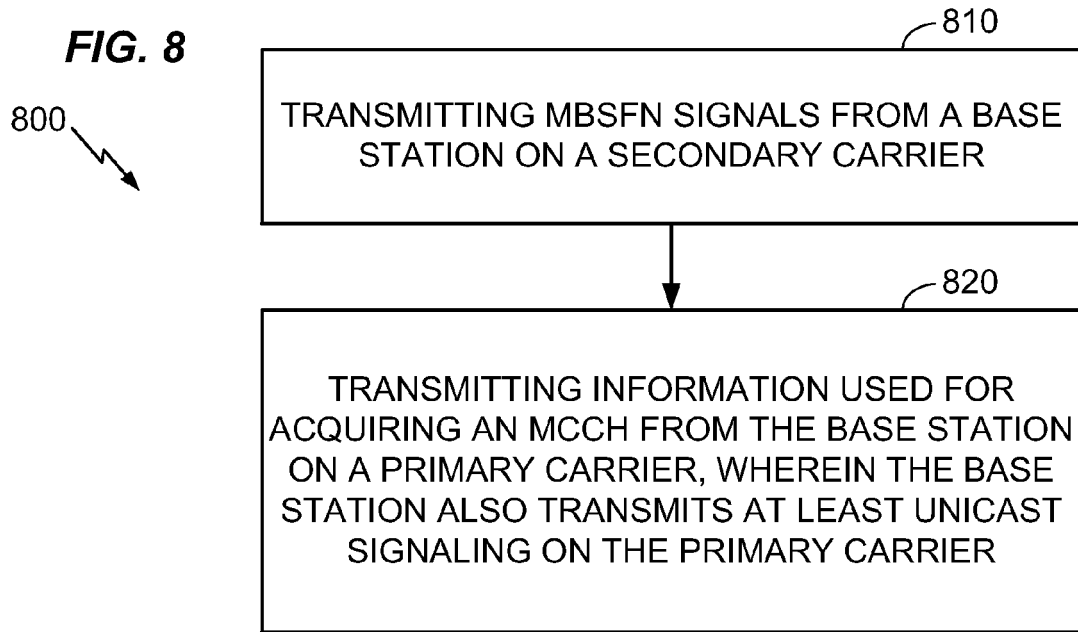 FIG. 8
800
810
TRANSMITTING MBSFN SIGNALS FROM A BASE
STATION ON A SECONDARY CARRIER
820
TRANSMITTING INFORMATION USED FOR
ACQUIRING AN MCCH FROM THE BASE STATION
ON A PRIMARY CARRIER, WHEREIN THE BASE
STATION ALSO TRANSMITS AT LEAST UNICAST
SIGNALING ON THE PRIMARY CARRIER